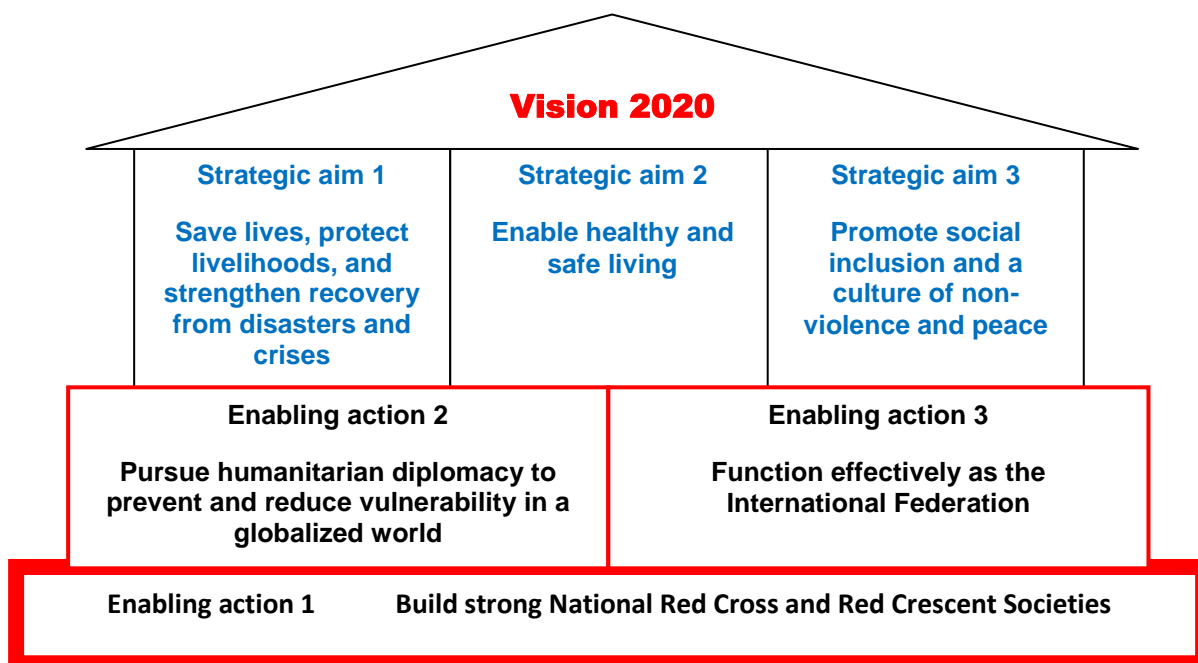 Vision 2020
Strategic aim 1
Save lives, protect
livelihoods, and
strengthen recovery
from disasters and
crises
Strategic aim 2
Enable healthy and
safe living
Strategic aim 3
Promote social
inclusion and a
culture of non-
violence and peace
Enabling action 2
Pursue humanitarian diplomacy to
prevent and reduce vulnerability in a
globalized world
Enabling action 3
Function effectively as the
International Federation
Enabling action 1 Build strong National Red Cross and Red Crescent Societies